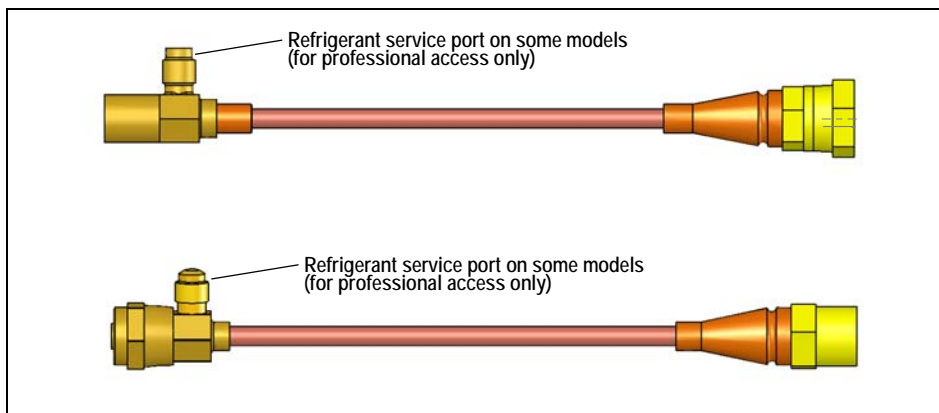 Refrigerant service port on some models
(for professional access only)
Refrigerant service port on some models
(for professional access only)